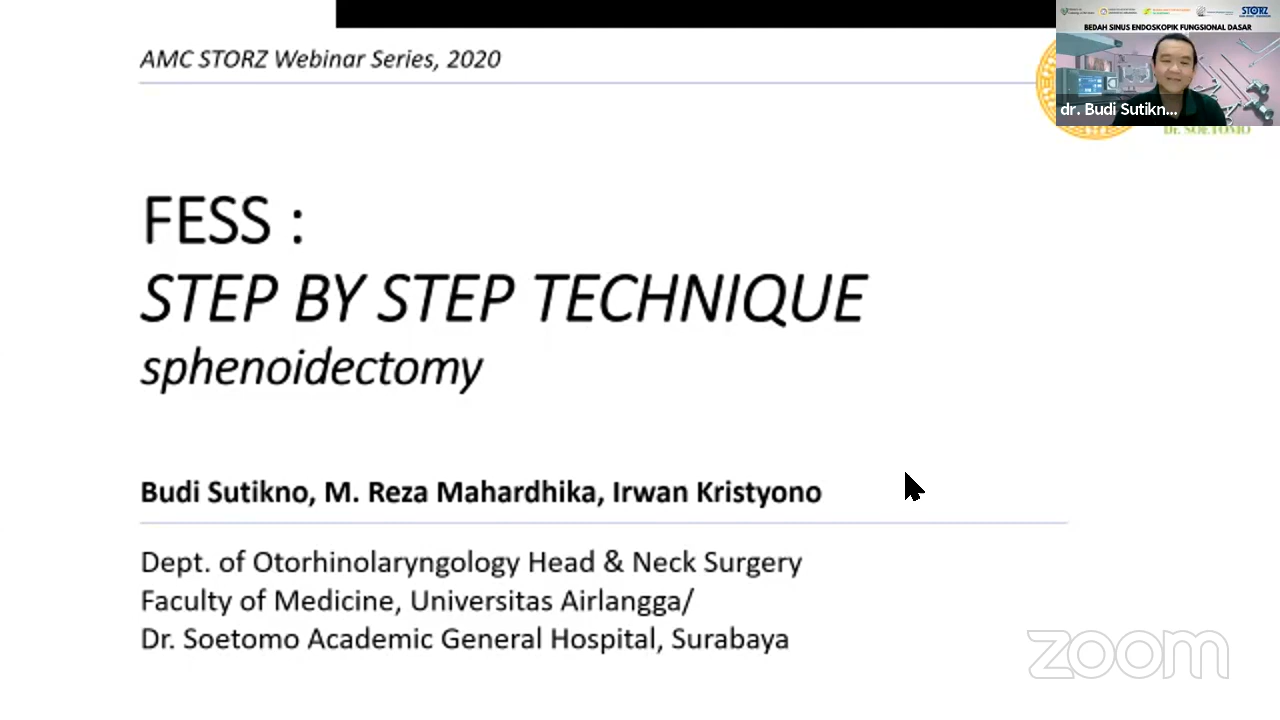 AMC STORZ Webinar Series, 2020
STORZ
BEDAH SINUS ENDOSKOPIK FUNGSIONAL DASAR
dr. Budi Sutikn...
Dr. SOETOMO
FESS :
STEP BY STEP TECHNIQUE
sphenoidectomy
Budi Sutikno, M. Reza Mahardhika, Irwan Kristyono
Dept. of Otorhinolaryngology Head & Neck Surgery
Faculty of Medicine, Universitas Airlangga/
Dr. Soetomo Academic General Hospital, Surabaya
zoom